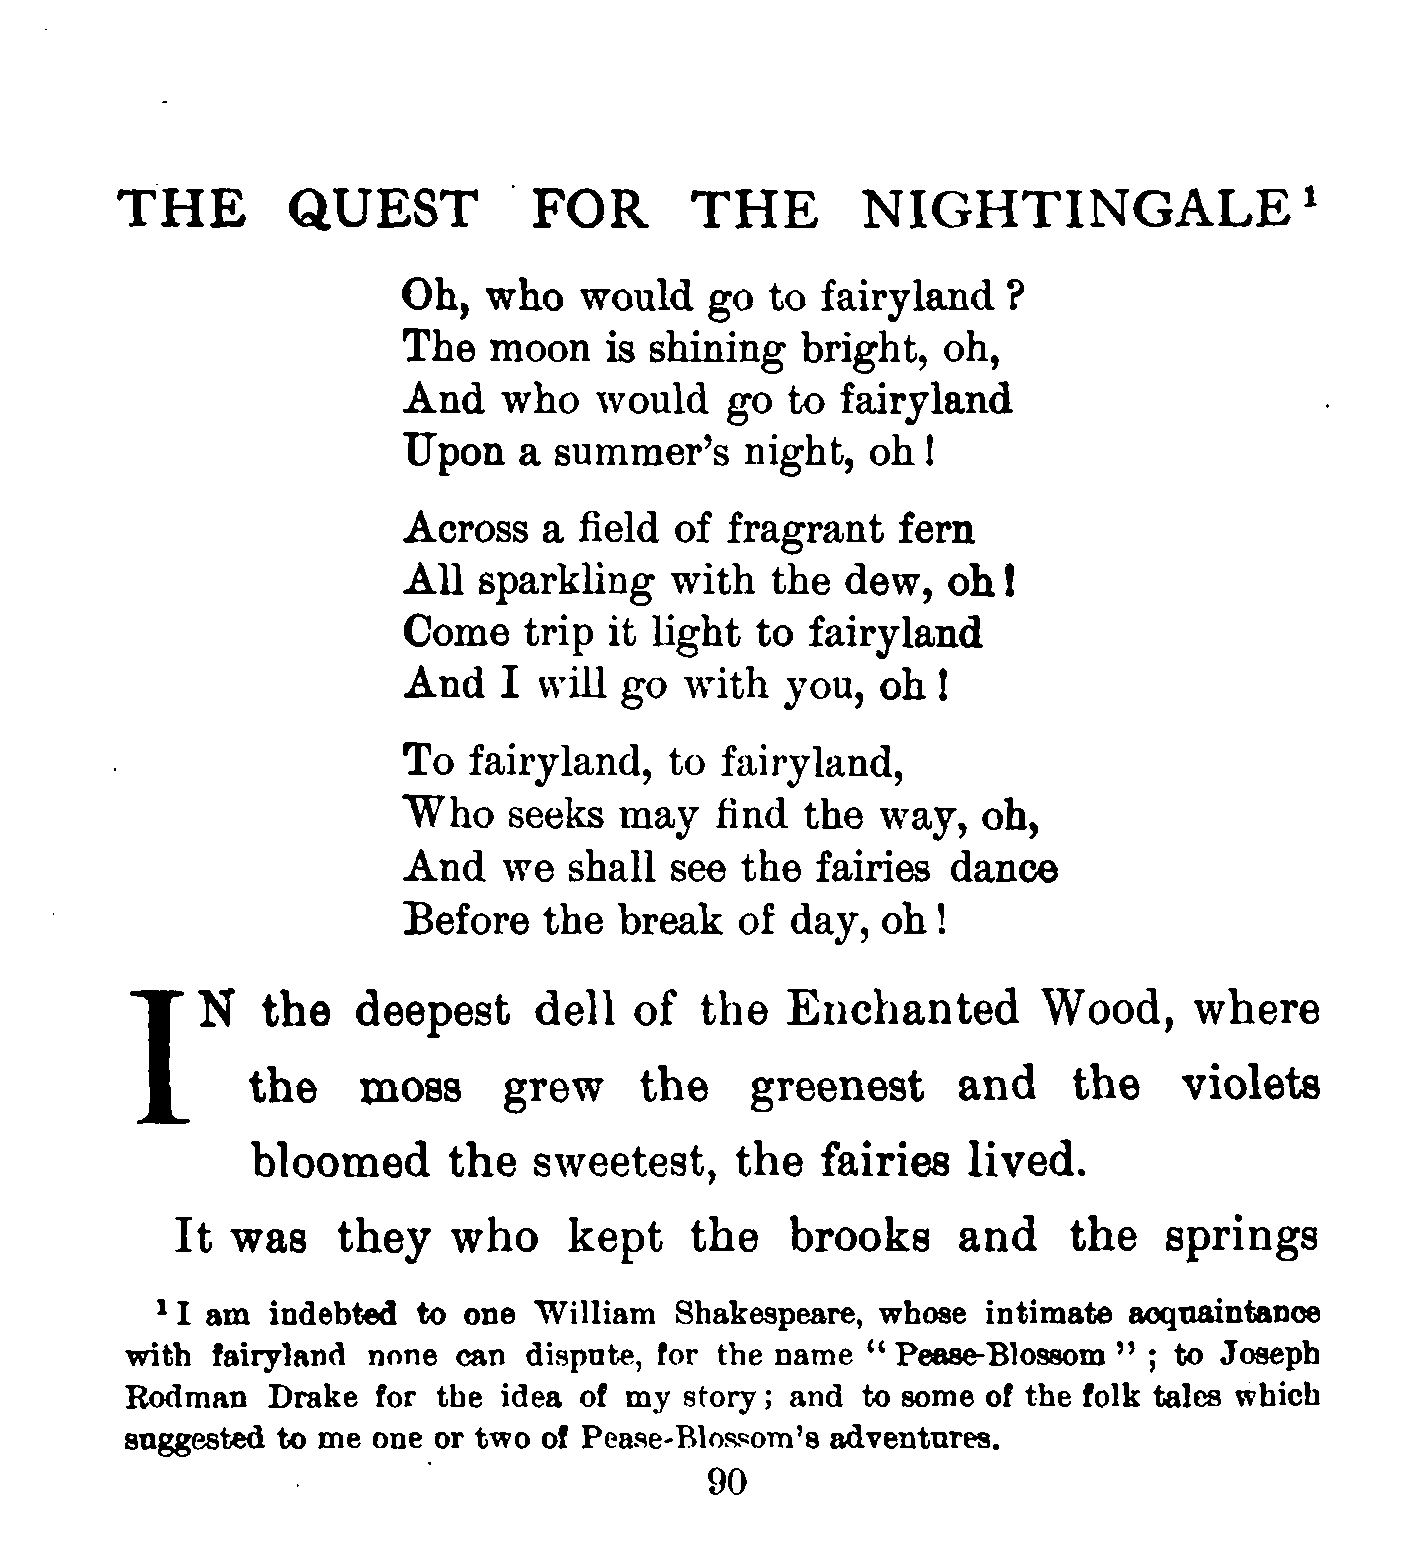 THE QUEST FOR THE NIGHTINGALE¹
Oh, who would go to fairyland ?
The moon is shining bright, oh,
And who would go to fairyland
Upon a summer's night, oh !
Across a field of fragrant fern
All sparkling with the dew, oh !
Come trip it light to fairyland
And I will go with you, oh !
To fairyland, to fairyland,
Who seeks may find the way, oh,
And we shall see the fairies dance
Before the break of day, oh !
IN the deepest dell of the Enchanted Wood, where
the moss grew the greenest and the violets
bloomed the sweetest, the fairies lived.
It was they who kept the brooks and the springs
¹ I am indebted to one William Shakespeare, whose intimate acquaintance
with fairyland none can dispute, for the name “ Pease-Blossom ” ; to Joseph
Rodman Drake for the idea of my story ; and to some of the folk tales which
suggested to me one or two of Pease-Blossom's adventures.
90